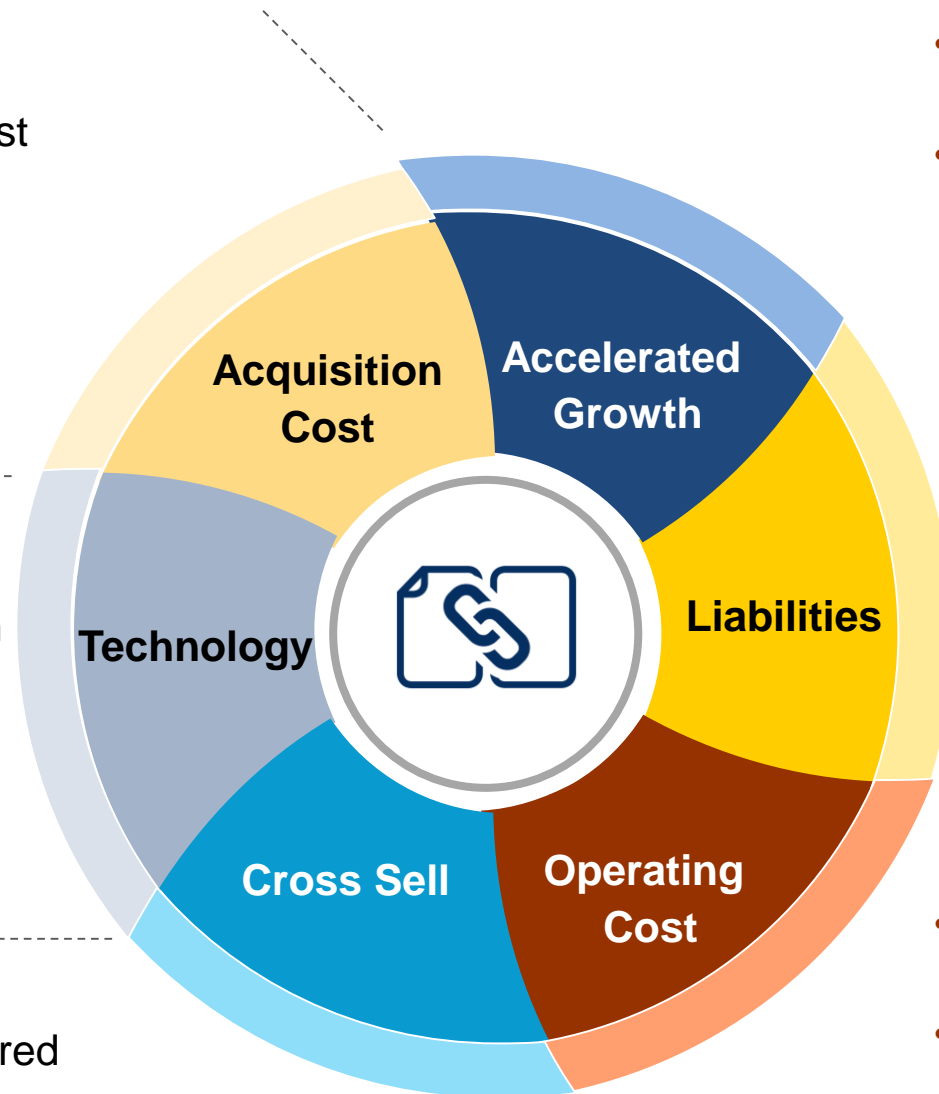 st
Acquisition
Cost
Accelerated
Growth
Technology
Liabilities
Cross Sell
Operating
Cost
red